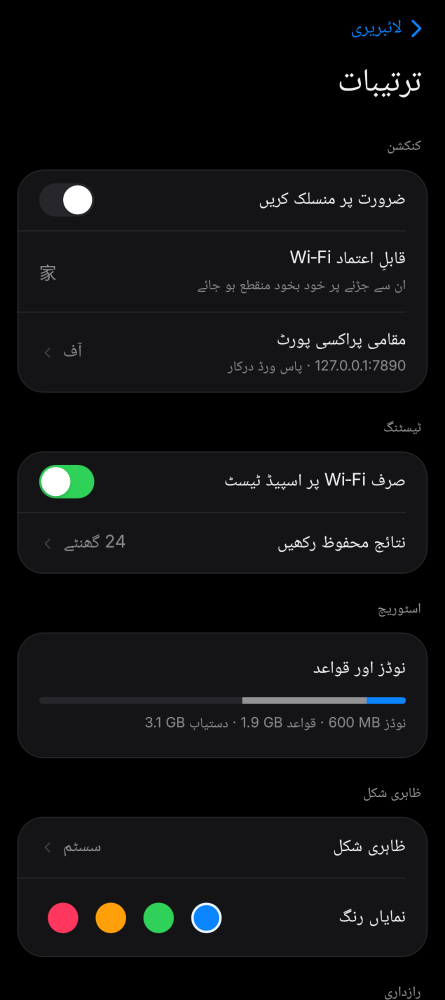 لائبریری
ترتیبات
کنکشن
ضرورت پر منسلک کریں
قابلِ اعتماد Wi-Fi
ان سے جڑنے پر خود بخود منقطع ہو جائے
家
مقامی پراکسی پورٹ
127.0.0.1:7890 · پاس ورڈ درکار
آف
ٹیسٹنگ
صرف Wi-Fi پر اسپیڈ ٹیسٹ
نتائج محفوظ رکھیں
24 گھنٹے
اسٹوریج
نوڈز اور قواعد
نوڈز 600 MB · قواعد 1.9 GB · دستیاب 3.1 GB
ظاہری شکل
ظاہری شکل
سسٹم
نمایاں رنگ
رازداری